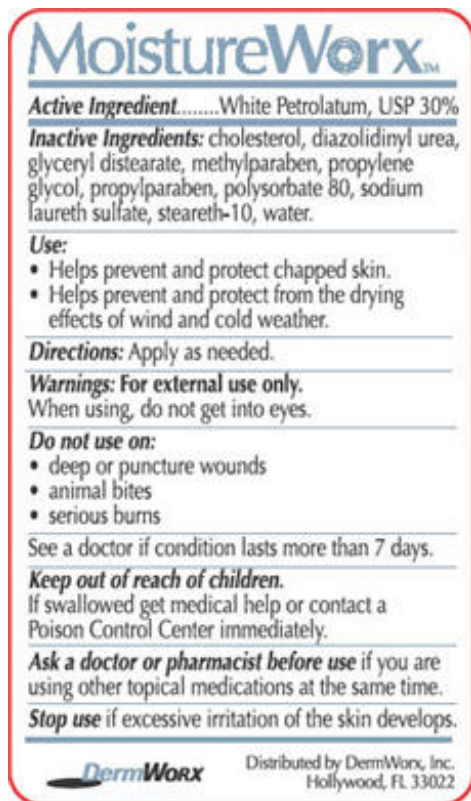 MoistureWorx™
Active Ingredient........White Petrolatum, USP 30%
Inactive Ingredients: cholesterol, diazolidinyl urea,
glyceryl distearate, methylparaben, propylene
glycol, propylparaben, polysorbate 80, sodium
laureth sulfate, steareth-10, water.
Use:
• Helps prevent and protect chapped skin.
• Helps prevent and protect from the drying
effects of wind and cold weather.
Directions: Apply as needed.
Warnings: For external use only.
When using, do not get into eyes.
Do not use on:
• deep or puncture wounds
• animal bites
• serious burns
See a doctor if condition lasts more than 7 days.
Keep out of reach of children.
If swallowed get medical help or contact a
Poison Control Center immediately.
Ask a doctor or pharmacist before use if you are
using other topical medications at the same time.
Stop use if excessive irritation of the skin develops.
DermWorx
Distributed by DermWorx, Inc.
Hollywood, FL 33022